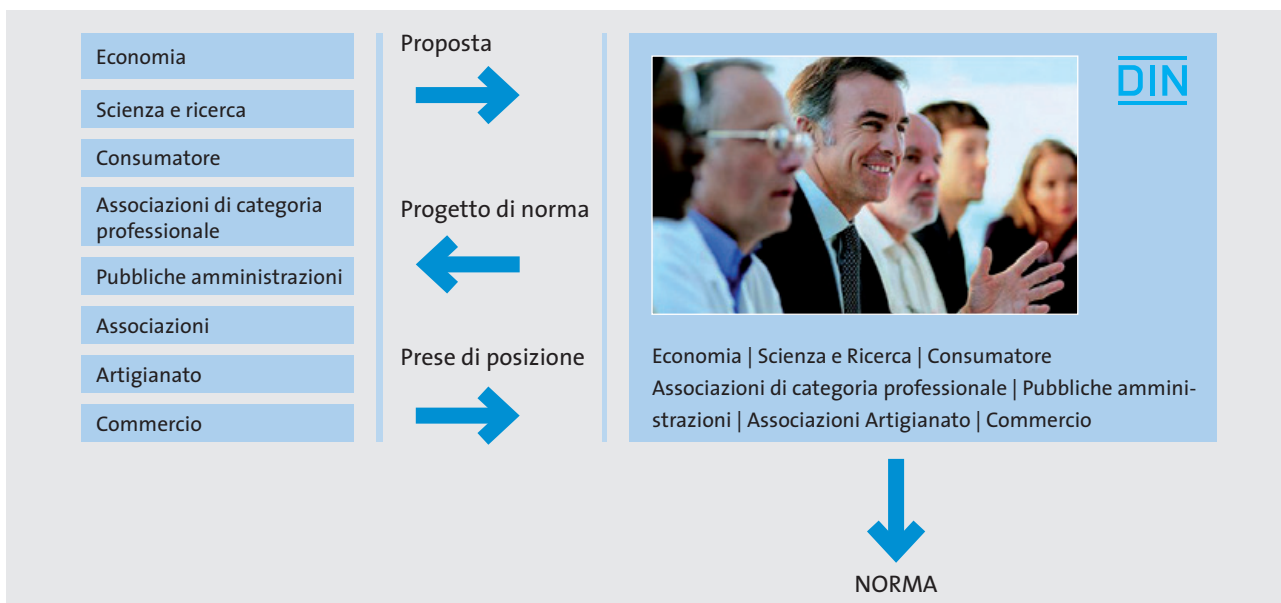 Economia
Scienza e ricerca
Consumatore
Associazioni di categoria
professionale
Pubbliche amministrazioni
Associazioni
Artigianato
Commercio
Proposta
Progetto di norma
Prese di posizione
DIN
Economia | Scienza e Ricerca | Consumatore
Associazioni di categoria professionale | Pubbliche ammini-
strazioni | Associazioni Artigianato | Commercio
NORMA